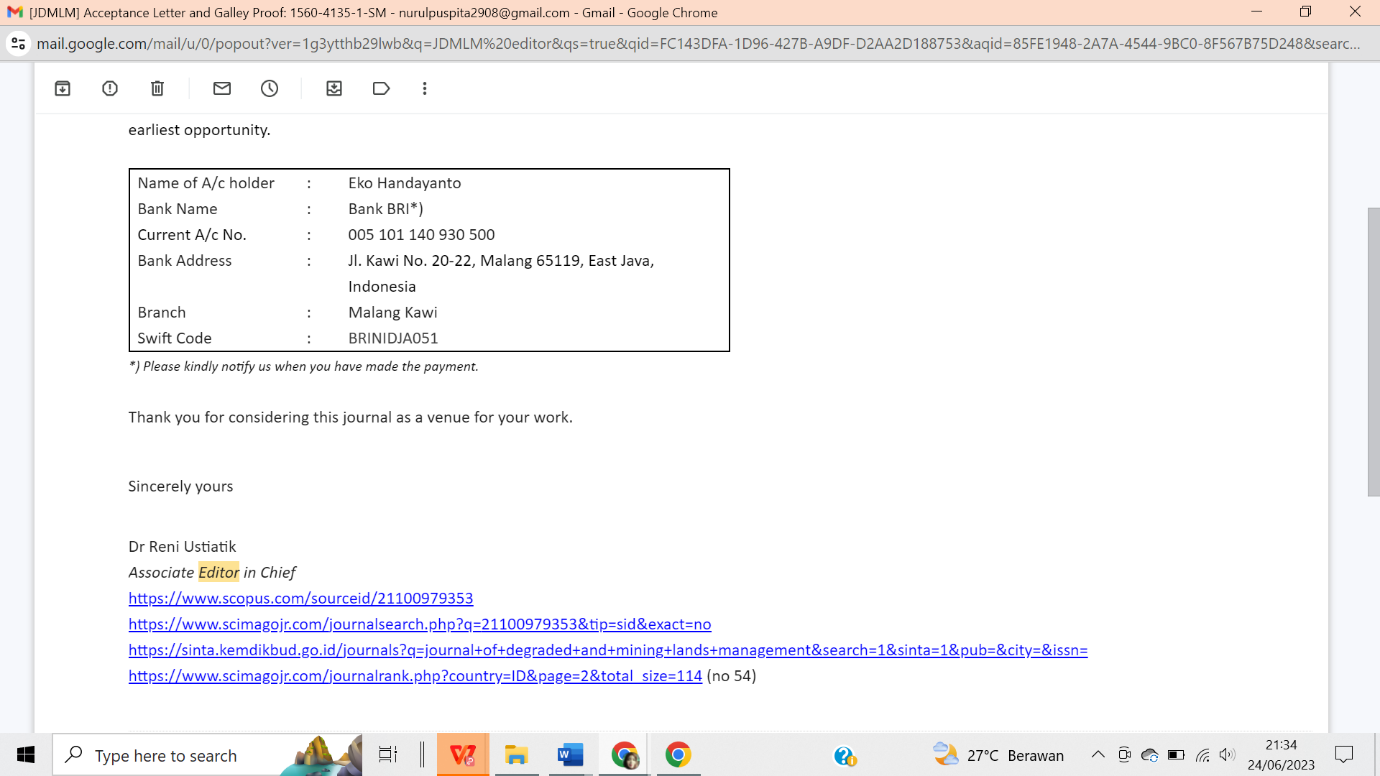 [JDMLM] Acceptance Letter and Galley Proof: 1560-4135-1-SM - nurulpuspita2908@gmail.com - Gmail - Google Chrome
mail.google.com/mail/u/0/popout?ver=1g3ytthb29lwb&q=JDMLM%20editor&qs=true&qid=FC143DFA-1D96-427B-A9DF-D2AA2D188753&aqid=85FE1948-2A7A-4544-9BC0-8F567B75D248&searc...
earliest opportunity.
Name of A/c holder : Eko Handayanto
Bank Name : Bank BRI*)
Current A/c No. : 005 101 140 930 500
Bank Address : Jl. Kawi No. 20-22, Malang 65119, East Java,
Indonesia
Branch : Malang Kawi
Swift Code : BRINIDJA051
*) Please kindly notify us when you have made the payment.
Thank you for considering this journal as a venue for your work.
Sincerely yours
Dr Reni Ustiatik
Associate Editor in Chief
https://www.scopus.com/sourceid/21100979353
https://www.scimagojr.com/journalsearch.php?q=21100979353&tip=sid&exact=no
https://sinta.kemdikbud.go.id/journals?q=journal+of+degraded+and+mining+lands+management&search=1&sinta=1&pub=&city=&issn=
https://www.scimagojr.com/journalrank.php?country=ID&page=2&total_size=114 (no 54)
Type here to search
27°C Berawan
21:34
24/06/2023